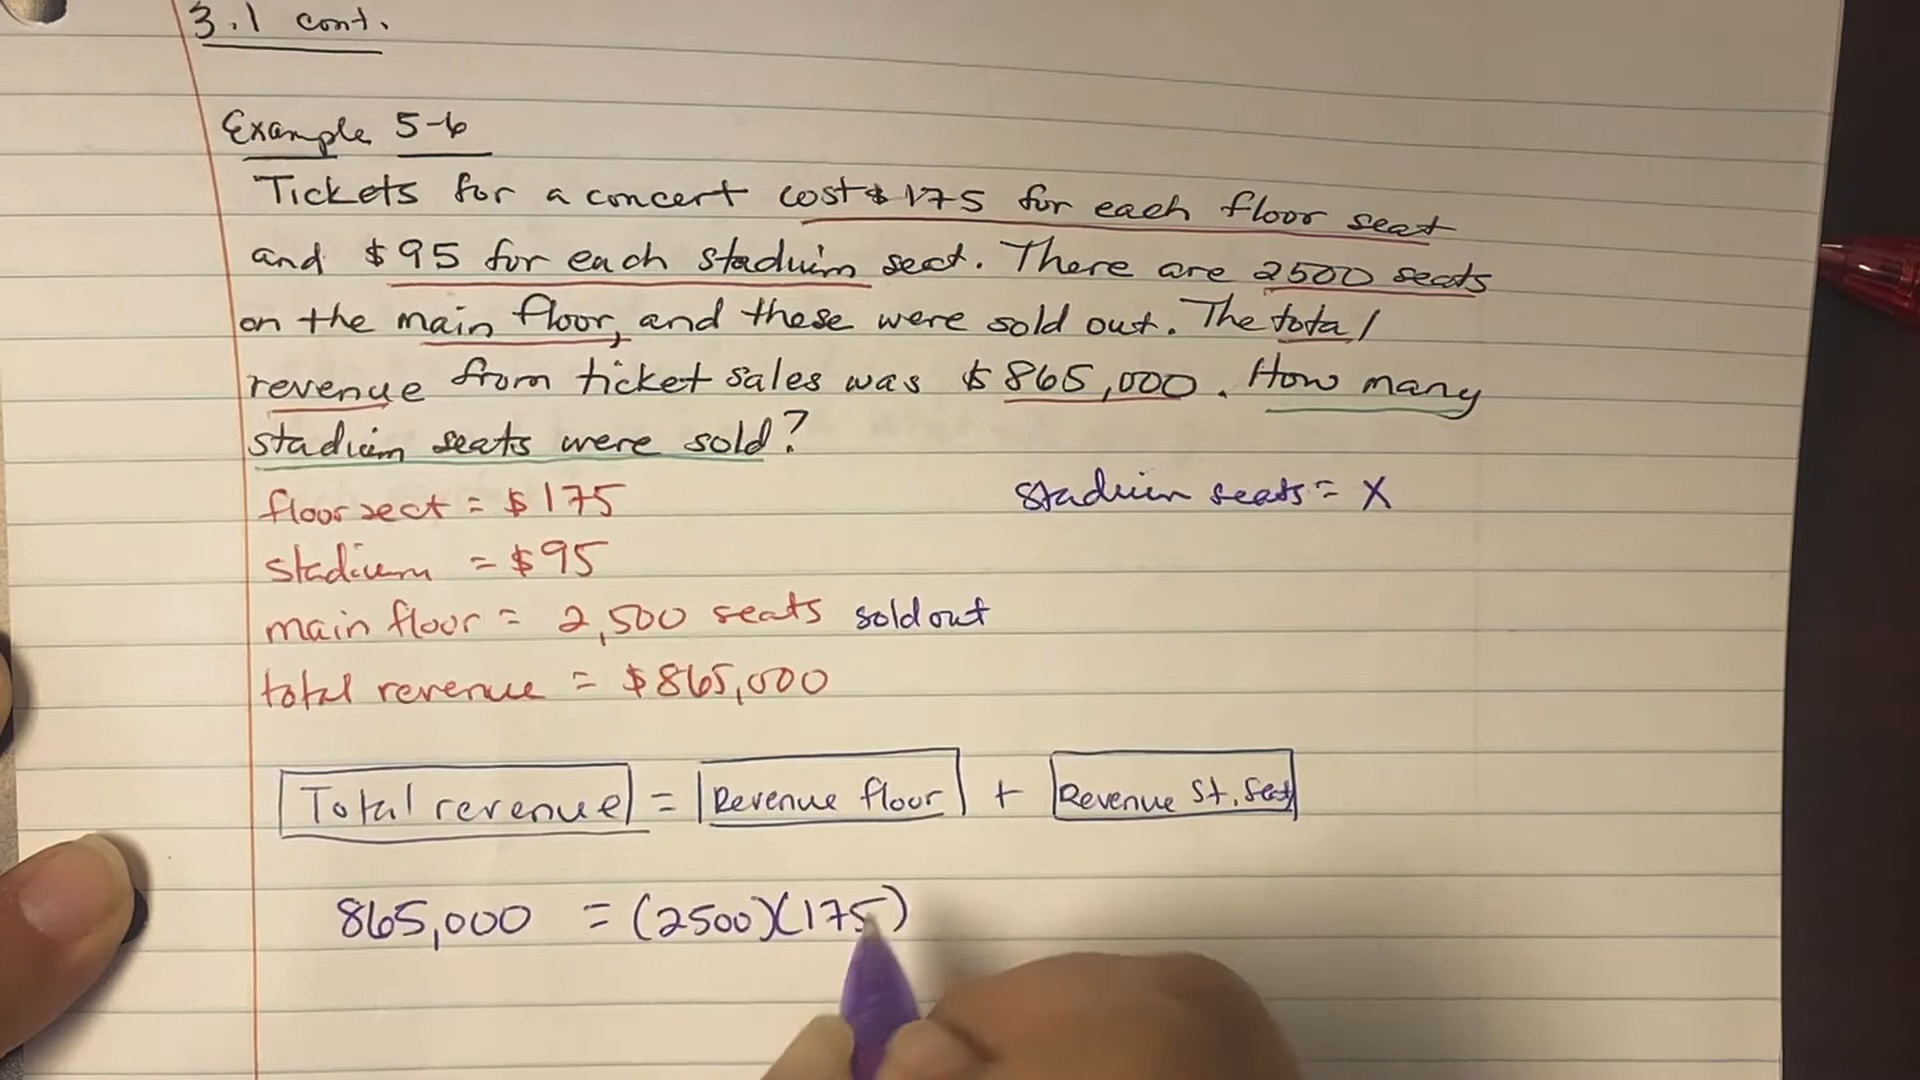 3.1 cont.
Example 5-6
Tickets for a concert cost $175 for each floor seat
and $95 for each stadium seat. There are 2500 seats
on the main floor, and these were sold out. The total
revenue from ticket sales was $865,000. How many
stadium seats were sold?
floor seat = $175
stadium seats = x
stadium = $95
main floor = 2,500 seats sold out
total revenue = $865,000
Total revenue = Revenue floor + Revenue St. Seat
865,000 = (2500)(175)